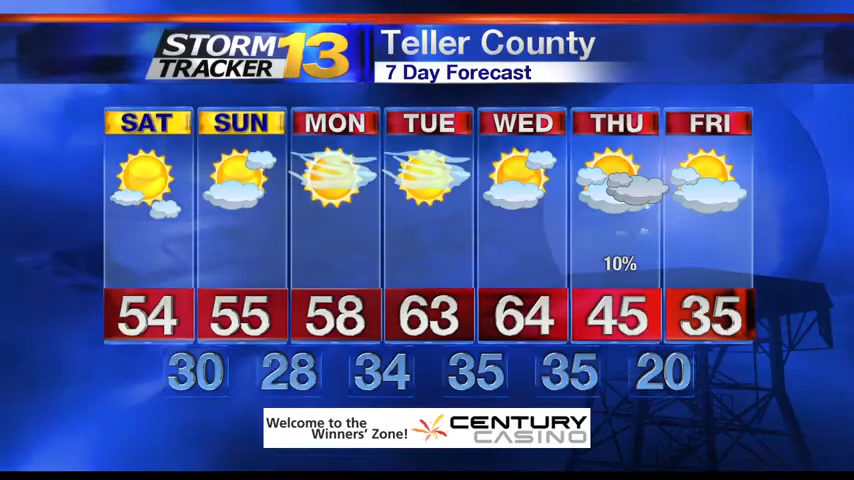 STORM 13
TRACKER
Teller County
7 Day Forecast
SAT SUN MON TUE WED THU FRI
10%
54 55 58 63 64 45 35
30 28 34 35 35 20
Welcome to the
Winners' Zone!
CENTURY
CASINO